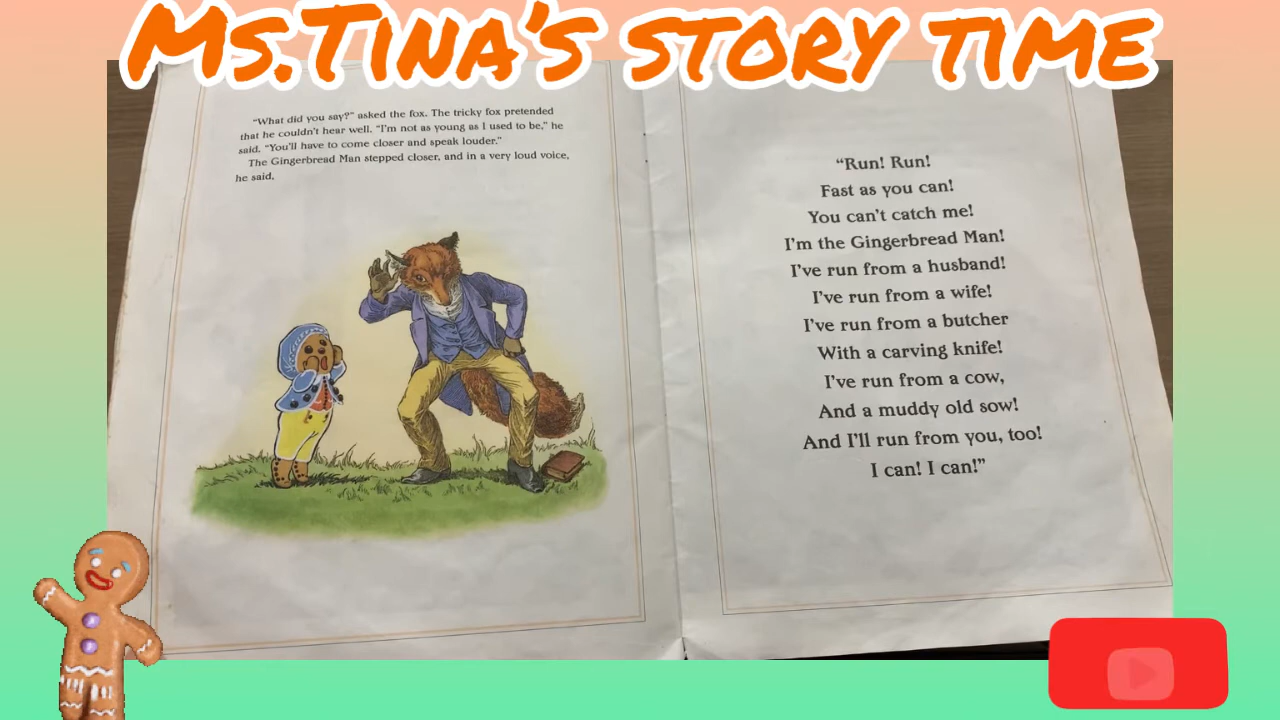 Ms.Tina's story time
"What did you say?" asked the fox. The tricky fox pretended
that he couldn't hear well. "I'm not as young as I used to be," he
said. "You'll have to come closer and speak louder."
The Gingerbread Man stepped closer, and in a very loud voice,
he said,
"Run! Run!
Fast as you can!
You can't catch me!
I'm the Gingerbread Man!
I've run from a husband!
I've run from a wife!
I've run from a butcher
With a carving knife!
I've run from a cow,
And a muddy old sow!
And I'll run from you, too!
I can! I can!"